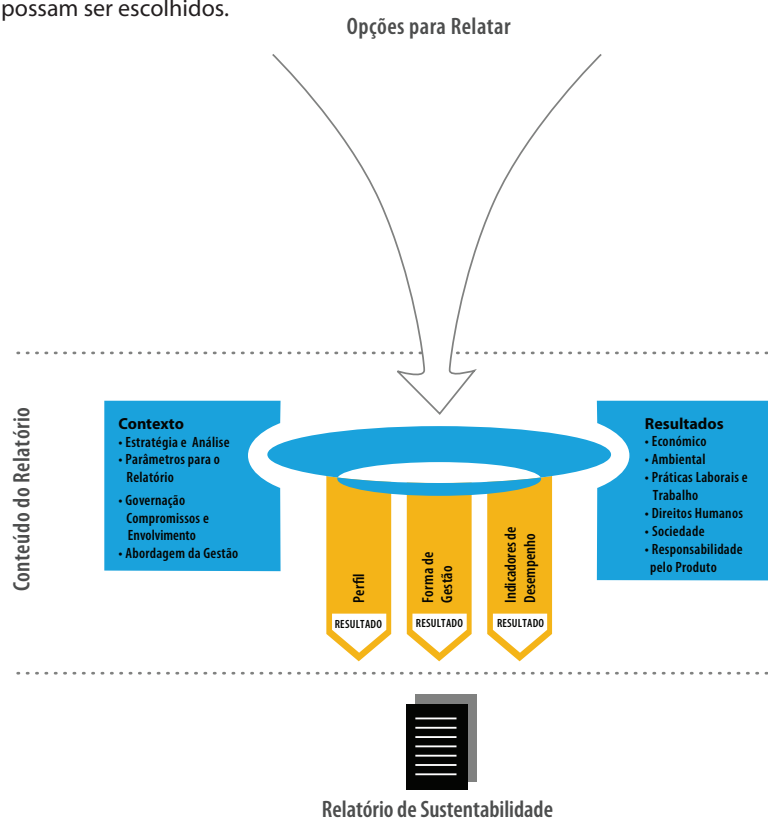 possam ser escolhidos.
Opções para Relatar
Conteúdo do Relatório
Contexto
• Estratégia e Análise
• Parâmetros para o
Relatório
• Governação
Compromissos e
Envolvimento
• Abordagem da Gestão
Resultados
• Económico
• Ambiental
• Práticas Laborais e
Trabalho
• Direitos Humanos
• Sociedade
• Responsabilidade
pelo Produto
Perfil
RESULTADO
Forma de
Gestão
RESULTADO
Indicadores de
Desempenho
RESULTADO
Relatório de Sustentabilidade